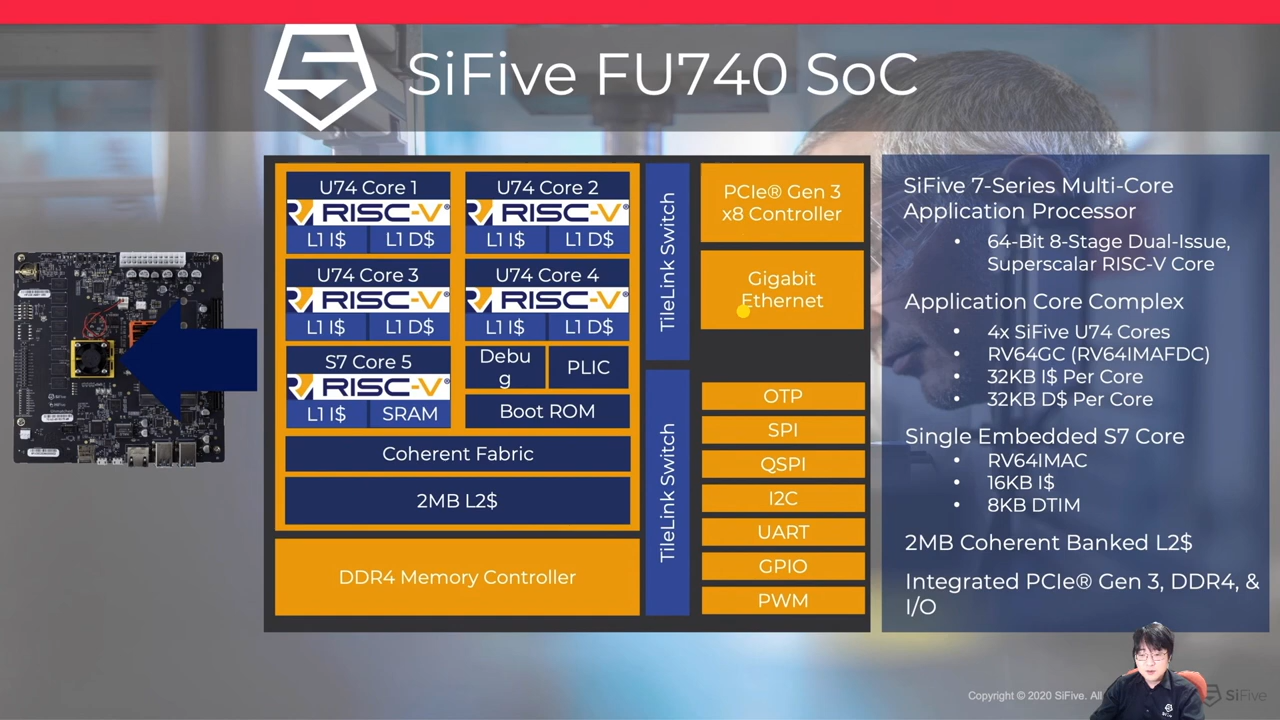 SiFive FU740 SoC
U74 Core 1
RISC-V®
L1 I$ L1 D$
U74 Core 2
RISC-V®
L1 I$ L1 D$
U74 Core 3
RISC-V®
L1 I$ L1 D$
U74 Core 4
RISC-V®
L1 I$ L1 D$
S7 Core 5
RISC-V®
L1 I$ SRAM
Debu
g
PLIC
Boot ROM
Coherent Fabric
2MB L2$
DDR4 Memory Controller
TileLink Switch
TileLink Switch
PCIe® Gen 3
x8 Controller
Gigabit
Ethernet
OTP
SPI
QSPI
I2C
UART
GPIO
PWM
SiFive 7-Series Multi-Core
Application Processor
• 64-Bit 8-Stage Dual-Issue,
Superscalar RISC-V Core
Application Core Complex
• 4x SiFive U74 Cores
• RV64GC (RV64IMAFDC)
• 32KB I$ Per Core
• 32KB D$ Per Core
Single Embedded S7 Core
• RV64IMAC
• 16KB I$
• 8KB DTIM
2MB Coherent Banked L2$
Integrated PCIe® Gen 3, DDR4, &
I/O
Copyright © 2020 SiFive. All
SiFive